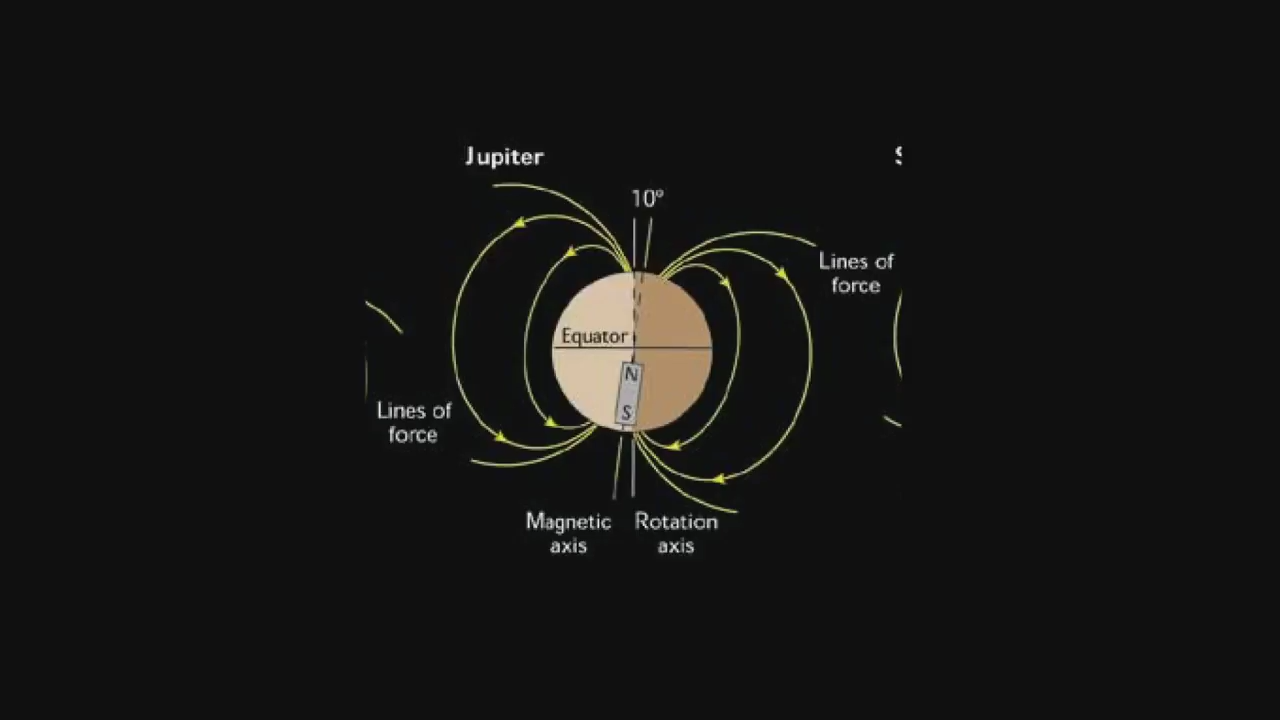 Jupiter
10°
Lines of
force
Equator
N
S
Lines of
force
Magnetic
axis
Rotation
axis